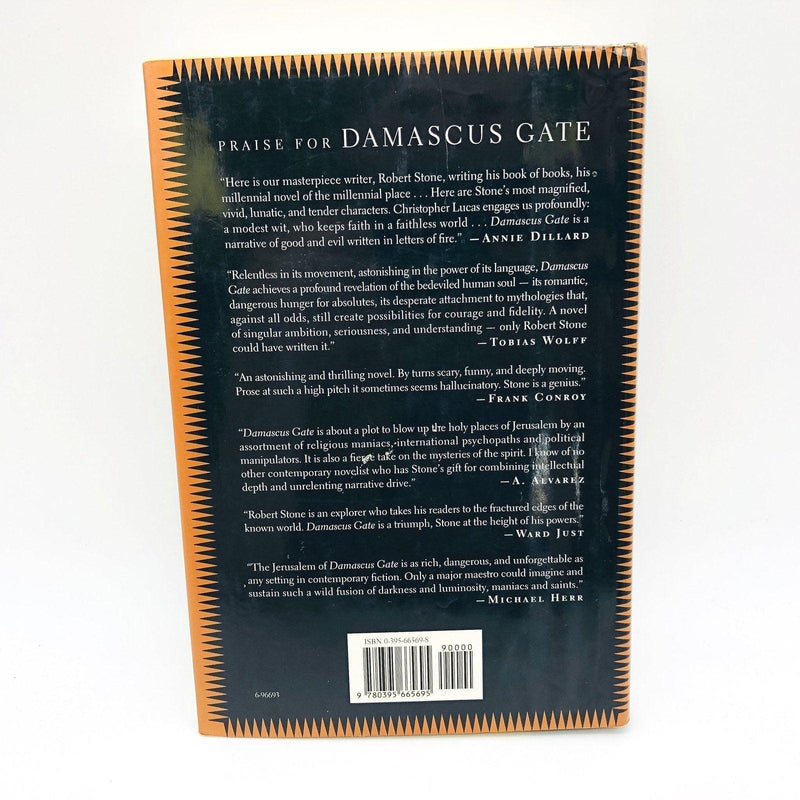 PRAISE FOR DAMASCUS GATE
“Here is our masterpiece writer, Robert Stone, writing his book of books, his
millennial novel of the millennial place . . . Here are Stone’s most magnified,
vivid, lunatic, and tender characters. Christopher Lucas engages us profoundly:
a modest wit, who keeps faith in a faithless world . . . Damascus Gate is a
narrative of good and evil written in letters of fire.” —ANNIE DILLARD
“Relentless in its movement, astonishing in the power of its language, Damascus
Gate achieves a profound revelation of the bedeviled human soul — its romantic,
dangerous hunger for absolutes, its desperate attachment to mythologies that,
against all odds, still create possibilities for courage and fidelity. A novel
of singular ambition, seriousness, and understanding — only Robert Stone
could have written it.” —TOBIAS WOLFF
“An astonishing and thrilling novel. By turns scary, funny, and deeply moving.
Prose at such a high pitch it sometimes seems hallucinatory. Stone is a genius.”
—FRANK CONROY
“Damascus Gate is about a plot to blow up the holy places of Jerusalem by an
assortment of religious maniacs, international psychopaths and political
manipulators. It is also a fierce take on the mysteries of the spirit. I know of no
other contemporary novelist who has Stone’s gift for combining intellectual
depth and unrelenting narrative drive.” —A. ALVAREZ
“Robert Stone is an explorer who takes his readers to the fractured edges of the
known world. Damascus Gate is a triumph, Stone at the height of his powers.”
—WARD JUST
“The Jerusalem of Damascus Gate is as rich, dangerous, and unforgettable as
any setting in contemporary fiction. Only a major maestro could imagine and
sustain such a wild fusion of darkness and luminosity, maniacs and saints.”
—MICHAEL HERR
ISBN 0-395-66569-8
90000
9 780395 665695
6-96693